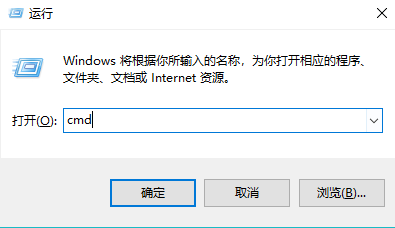 运行
Windows 将根据你所输入的名称，为你打开相应的程序、
文件夹、文档或 Internet 资源。
打开(O): cmd
确定 取消 浏览(B)...